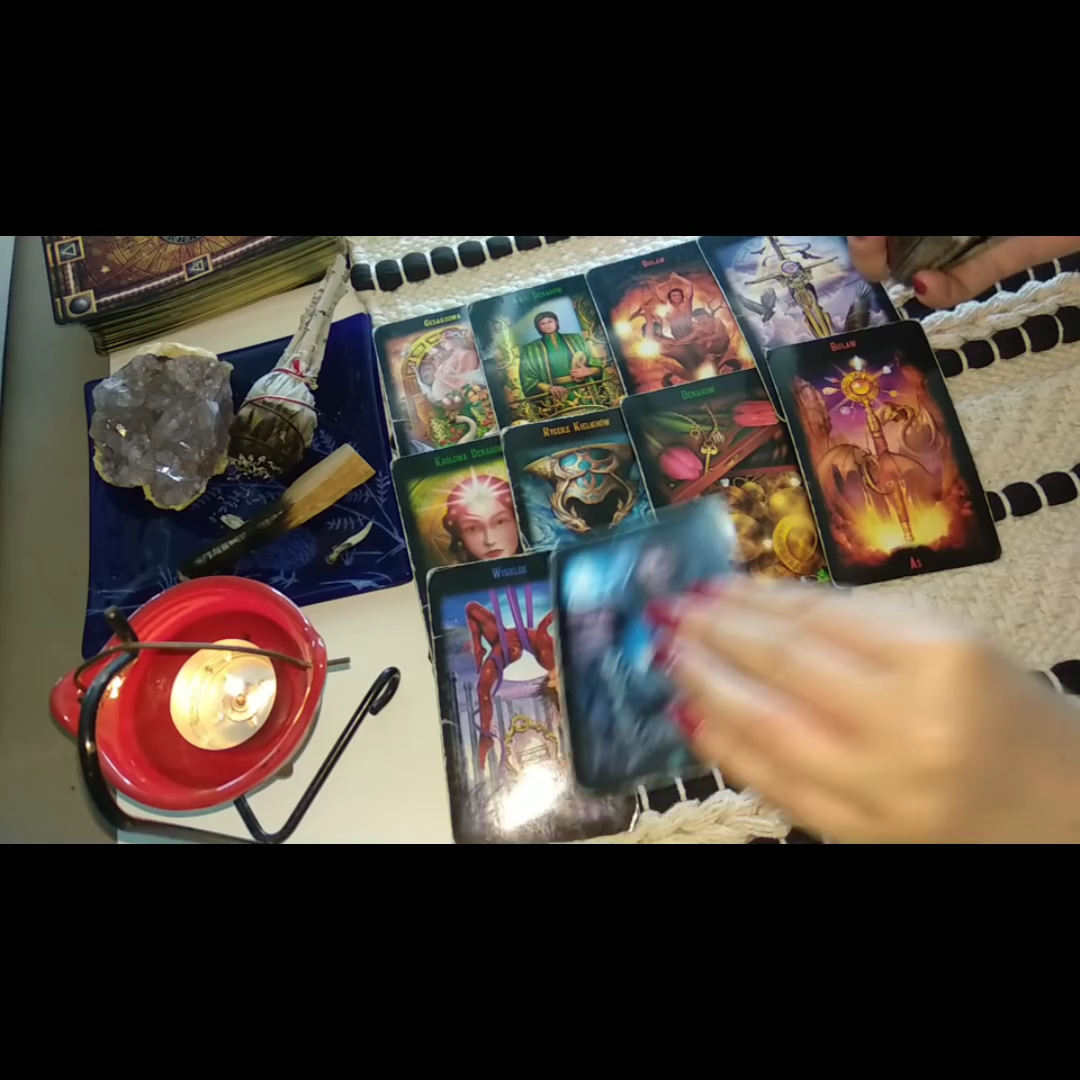 Cesarzowa
Denarów
Buław
Buław
As
Królowa Denarów
Rycerz Kielichów
Denarów
Wisielec